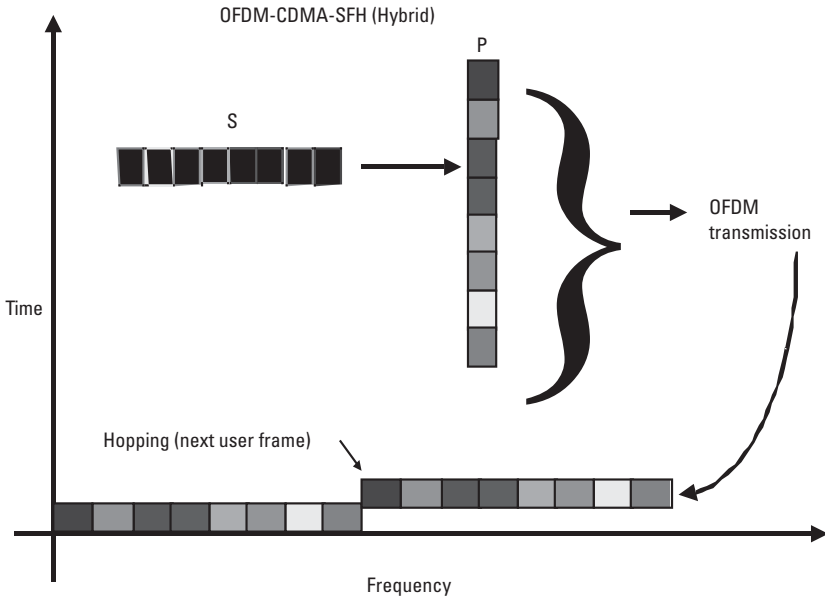 OFDM-CDMA-SFH (Hybrid)
P
S
OFDM
transmission
Time
Hopping (next user frame)
Frequency